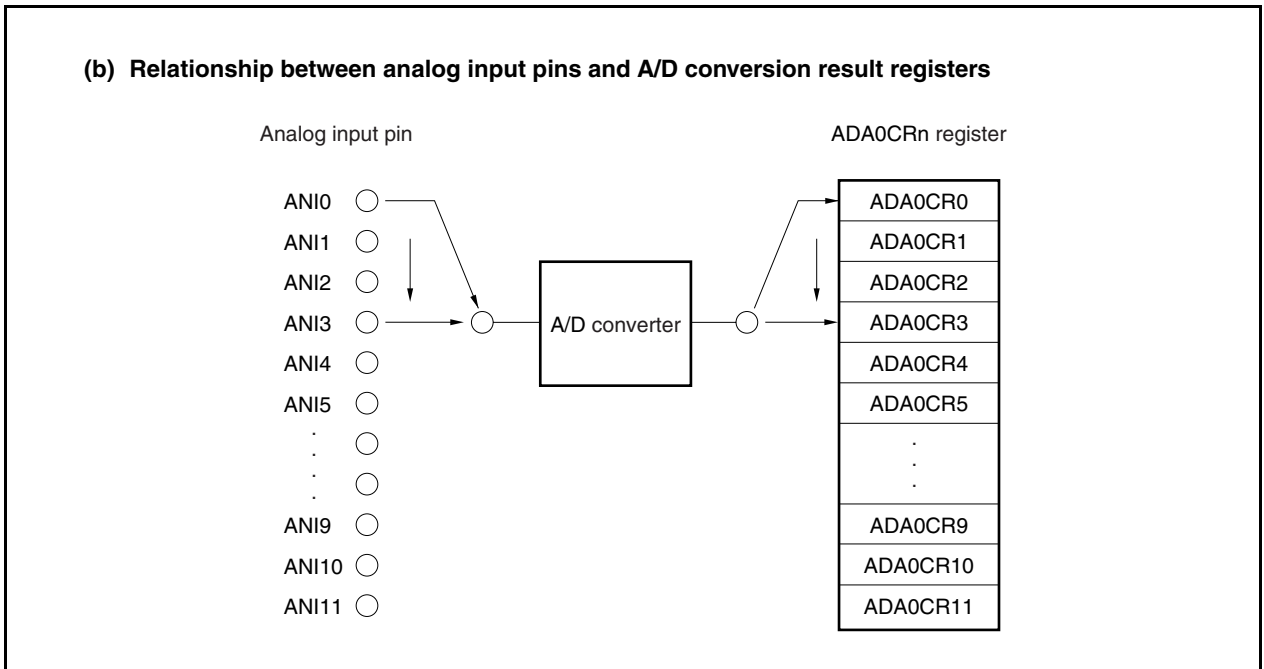 (b) Relationship between analog input pins and A/D conversion result registers
Analog input pin
ADA0CRn register
ANI0
ANI1
ANI2
ANI3
ANI4
ANI5
.
.
.
.
ANI9
ANI10
ANI11
A/D converter
ADA0CR0
ADA0CR1
ADA0CR2
ADA0CR3
ADA0CR4
ADA0CR5
.
.
.
ADA0CR9
ADA0CR10
ADA0CR11